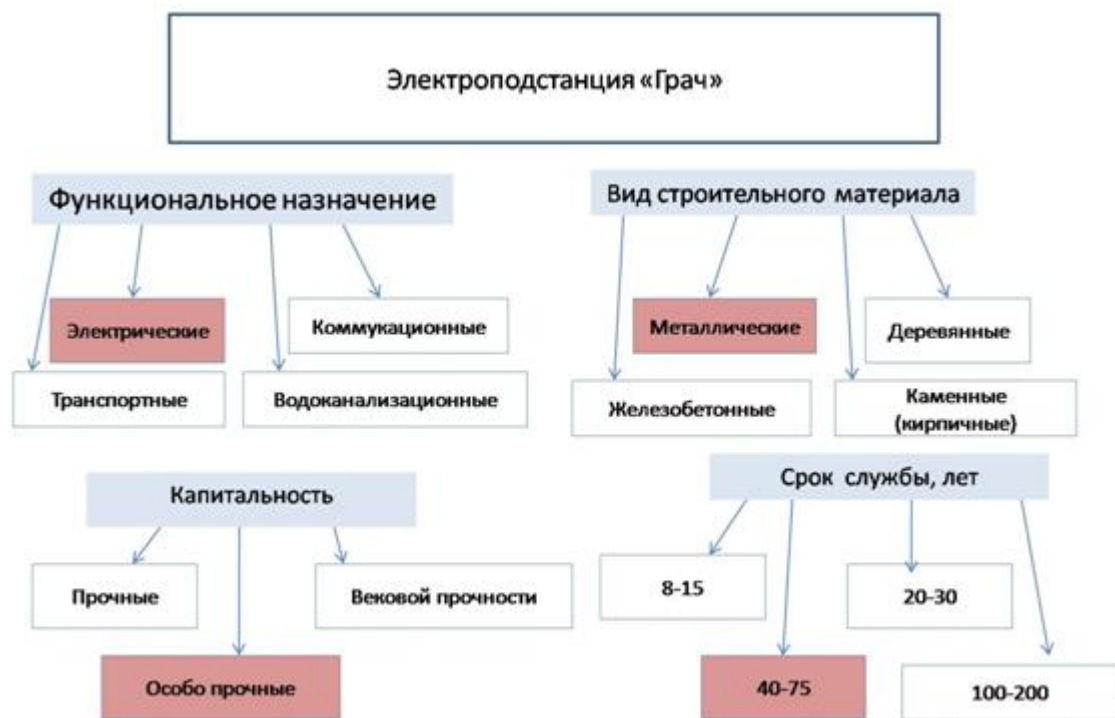 Электроподстанция «Грач»
Функциональное назначение
Электрические
Коммукационные
Транспортные
Водоканализационные
Вид строительного материала
Металлические
Деревянные
Железобетонные
Каменные
(кирпичные)
Капитальность
Прочные
Вековой прочности
Особо прочные
Срок службы, лет
8-15
20-30
40-75
100-200